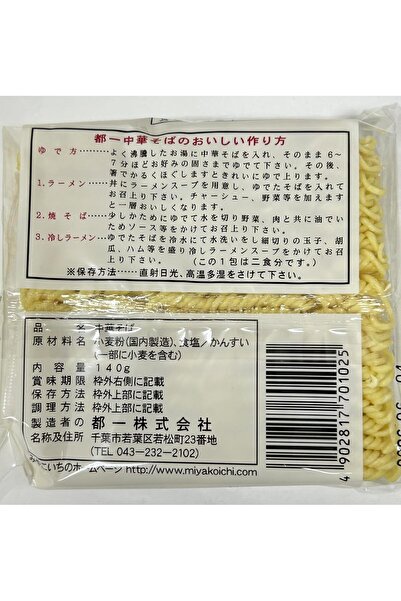 都一中華そばのおいしい作り方
ゆで方………よく沸騰したお湯に中華そばを入れ、そのまま6~
7分ほどお好みの固さまでゆでて下さい。その後、
箸でかるくほぐしますときれいにゆで上ります。
1.ラーメン……丼にラーメンスープを用意し、ゆでたそばを入れて
お召上り下さい。チャーシュー、野菜等を加えます
と一層おいしくなります。
2.焼そば………少しかためにゆでて水を切り野菜、肉と共に油でい
ためソース等をかけてお召上り下さい。
3.冷しラーメン…ゆでたそばを冷水にて水洗いをし細切りの玉子、胡
瓜、ハム等を盛り冷しラーメンスープをかけてお召
上り下さい。(この1包は二食分です。)
※保存方法……直射日光、高温多湿をさけて下さい。
品名 中華そば
原材料名 小麦粉(国内製造)、食塩/かんすい
(一部に小麦を含む)
内容量 140g
賞味期限 枠外右側に記載
保存方法 枠外上部に記載
調理方法 枠外上部に記載
製造者の 都一株式会社
名称及住所 千葉市若葉区若松町23番地
(TEL 043-232-2102)
こいちのホームページ http://www.miyakoichi.com
4902817701025